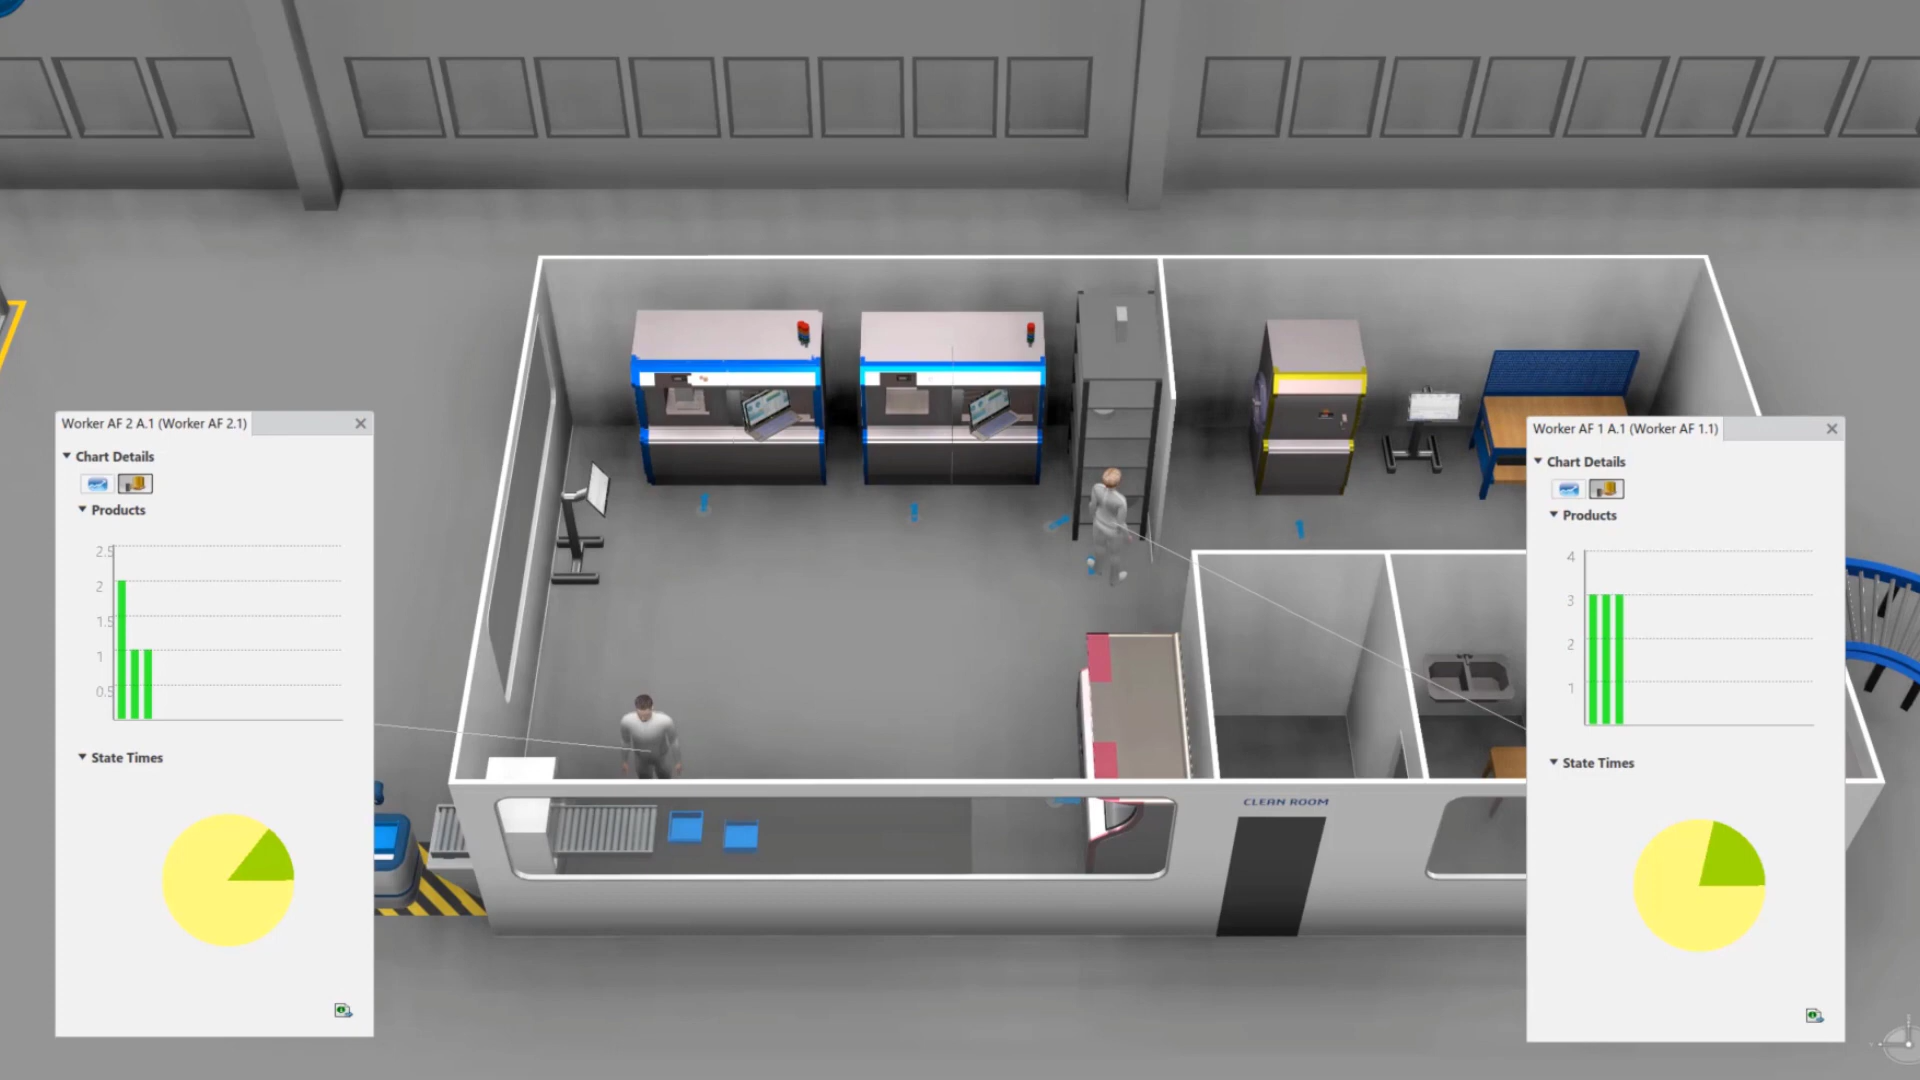 Worker AF 2 A.1 (Worker AF 2.1)
Chart Details
Products
2.5
2
1.5
1
0.5
State Times
Worker AF 1 A.1 (Worker AF 1.1)
Chart Details
Products
4
3
2
1
State Times
CLEAN ROOM